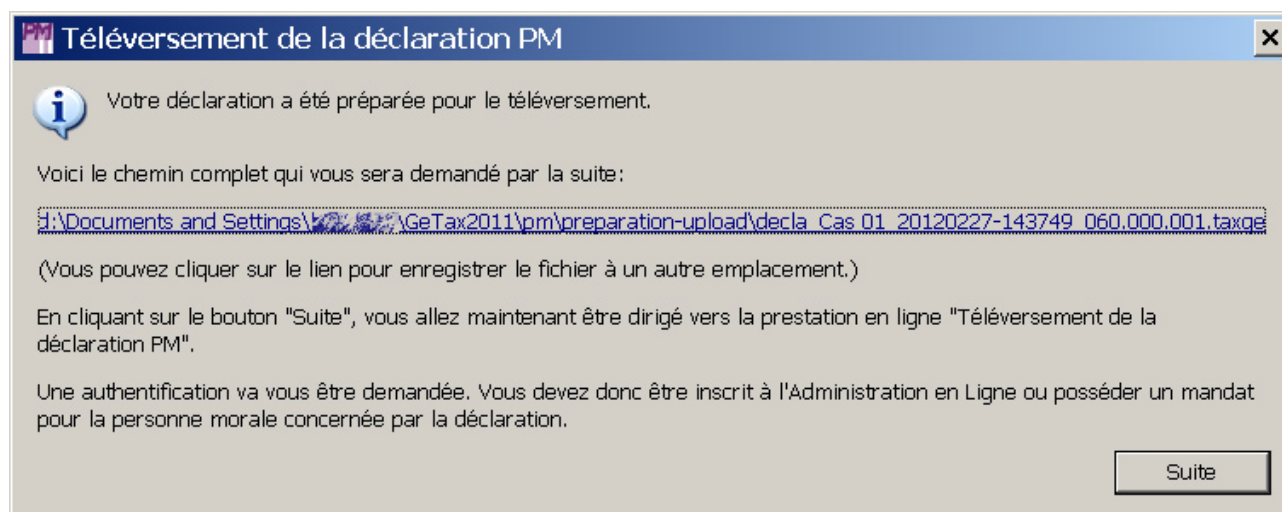 PM Téléversement de la déclaration PM
Votre déclaration a été préparée pour le téléversement.
Voici le chemin complet qui vous sera demandé par la suite:
d:\Documents and Settings\ \GeTax2011\pm\preparation-upload\decla_Cas 01_20120227-143749_060.000.001.taxge
(Vous pouvez cliquer sur le lien pour enregistrer le fichier à un autre emplacement.)
En cliquant sur le bouton "Suite", vous allez maintenant être dirigé vers la prestation en ligne "Téléversement de la
déclaration PM".
Une authentification va vous être demandée. Vous devez donc être inscrit à l'Administration en Ligne ou posséder un mandat
pour la personne morale concernée par la déclaration.
Suite